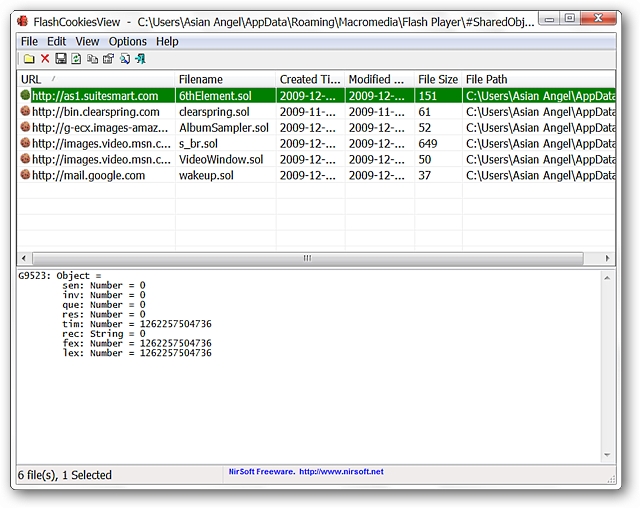 FlashCookiesView - C:\Users\Asian Angel\AppData\Roaming\Macromedia\Flash Player\#SharedObj...
File Edit View Options Help
URL / Filename Created Ti... Modified ... File Size File Path
http://as1.suitesmart.com 6thElement.sol 2009-12-... 2009-12-... 151 C:\Users\Asian Angel\AppData
http://bin.clearspring.com clearspring.sol 2009-11-... 2009-11-... 61 C:\Users\Asian Angel\AppData
http://g-ecx.images-amaz... AlbumSampler.sol 2009-12-... 2009-12-... 52 C:\Users\Asian Angel\AppData
http://images.video.msn.c... s_br.sol 2009-12-... 2009-12-... 649 C:\Users\Asian Angel\AppData
http://images.video.msn.c... VideoWindow.sol 2009-12-... 2009-12-... 50 C:\Users\Asian Angel\AppData
http://mail.google.com wakeup.sol 2009-12-... 2009-12-... 37 C:\Users\Asian Angel\AppData
G9523: Object =
sen: Number = 0
inv: Number = 0
que: Number = 0
res: Number = 0
tim: Number = 1262257504736
rec: String = 0
fex: Number = 1262257504736
lex: Number = 1262257504736
6 file(s), 1 Selected
NirSoft Freeware. http://www.nirsoft.net